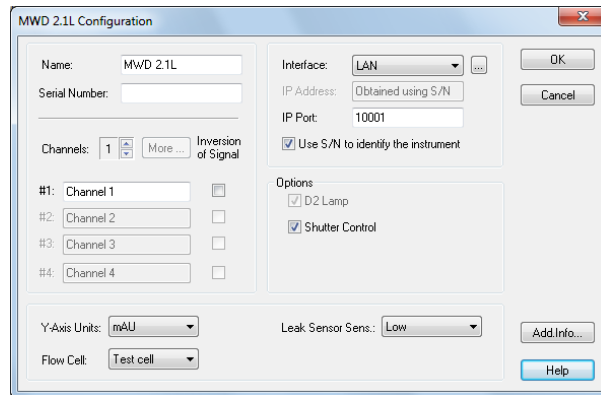 MWD 2.1L Configuration
Name: MWD 2.1L
Serial Number:
Channels: 1 More ... Inversion of Signal
#1: Channel 1
#2: Channel 2
#3: Channel 3
#4: Channel 4
Interface: LAN ...
IP Address: Obtained using S/N
IP Port: 10001
Use S/N to identify the instrument
Options
D2 Lamp
Shutter Control
Y-Axis Units: mAU
Flow Cell: Test cell
Leak Sensor Sens.: Low
OK
Cancel
Add.Info...
Help